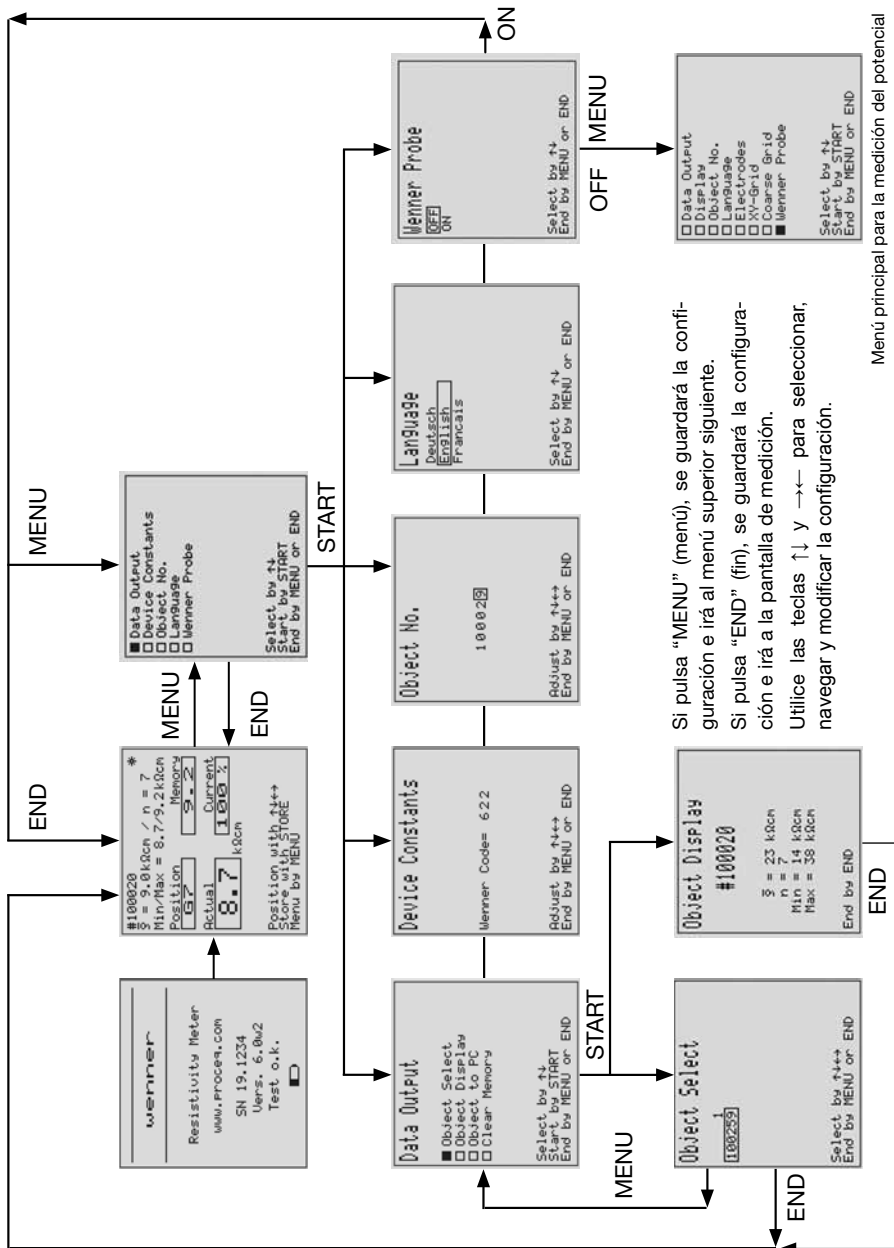 wenner
Resistivity Meter
www.proceq.com
SN 19.1234
Vers. 6.0w2
Test o.k.
END
#100020 *
ȳ = 9.0kΩcm / n = 7
Min/Max = 8.7/9.2kΩcm
Position Memory
G7 9.2
Actual Current
8.7 kΩcm 100 %
Position with ↑↓←→
Store with STORE
Menu by MENU
MENU
END
MENU
■ Data Output
□ Device Constants
□ Object No.
□ Language
□ Wenner Probe
Select by ↑↓
Start by START
End by MENU or END
START
Data Output
■ Object Select
□ Object Display
□ Object to PC
□ Clear Memory
Select by ↑↓
Start by START
End by MENU or END
START
Device Constants
Wenner Code= 622
Adjust by ↑↓←→
End by MENU or END
Object No.
100029
Adjust by ↑↓←→
End by MENU or END
Language
Deutsch
English
Francais
Select by ↑↓
End by MENU or END
Wenner Probe
OFF
ON
Select by ↑↓
End by MENU or END
ON
OFF MENU
MENU
Object Select
1
100259
Select by ↑↓←→
End by MENU or END
END
Object Display
#100020
ȳ = 23 kΩcm
n = 7
Min = 14 kΩcm
Max = 38 kΩcm
End by END
END
Si pulsa “MENU” (menú), se guardará la confi-
guración e irá al menú superior siguiente.
Si pulsa “END” (fin), se guardará la configura-
ción e irá a la pantalla de medición.
Utilice las teclas ↑↓ y →← para seleccionar,
navegar y modificar la configuración.
□ Data Output
□ Display
□ Object No.
□ Language
□ Electrodes
□ XY-Grid
□ Coarse Grid
■ Wenner Probe
Select by ↑↓
Start by START
End by MENU or END
Menú principal para la medición del potencial